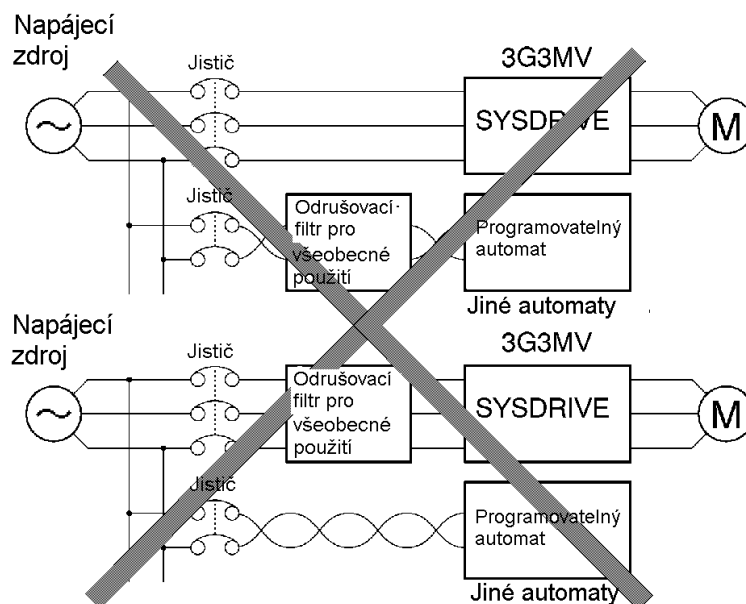 Napájecí
zdroj
Jistič
3G3MV
SYSDRIVE
M
Jistič
Odrušovací
filtr pro
všeobecné
použití
Programovatelný
automat
Jiné automaty
Napájecí
zdroj
Jistič
3G3MV
Odrušovací
filtr pro
všeobecné
použití
SYSDRIVE
M
Jistič
Programovatelný
automat
Jiné automaty